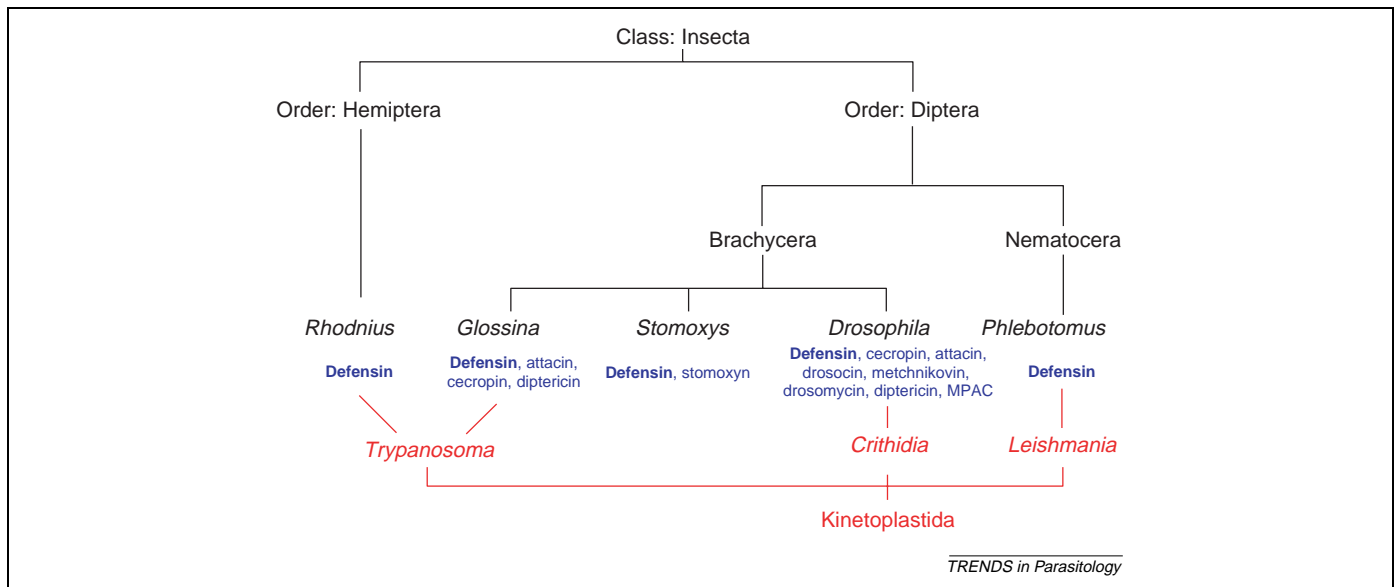 Class: Insecta
Order: Hemiptera
Order: Diptera
Brachycera
Nematocera
Rhodnius
Glossina
Stomoxys
Drosophila
Phlebotomus
Defensin
Defensin, attacin,
cecropin, diptericin
Defensin, stomoxyn
Defensin, cecropin, attacin,
drosocin, metchnikovin,
drosomycin, diptericin, MPAC
Defensin
Trypanosoma
Crithidia
Leishmania
Kinetoplastida
TRENDS in Parasitology